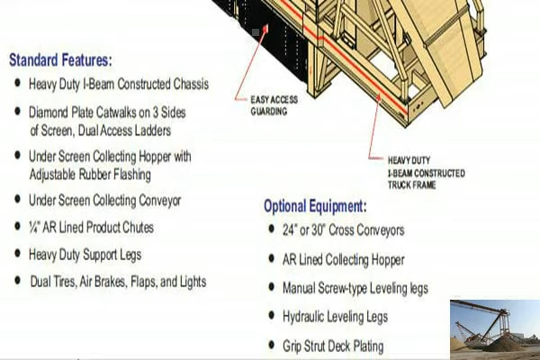 Standard Features:
• Heavy Duty I-Beam Constructed Chassis
• Diamond Plate Catwalks on 3 Sides
of Screen, Dual Access Ladders
• Under Screen Collecting Hopper with
Adjustable Rubber Flashing
• Under Screen Collecting Conveyor
• ¼" AR Lined Product Chutes
• Heavy Duty Support Legs
• Dual Tires, Air Brakes, Flaps, and Lights
EASY ACCESS
GUARDING
HEAVY DUTY
I-BEAM CONSTRUCTED
TRUCK FRAME
Optional Equipment:
• 24" or 30" Cross Conveyors
• AR Lined Collecting Hopper
• Manual Screw-type Leveling legs
• Hydraulic Leveling Legs
• Grip Strut Deck Plating